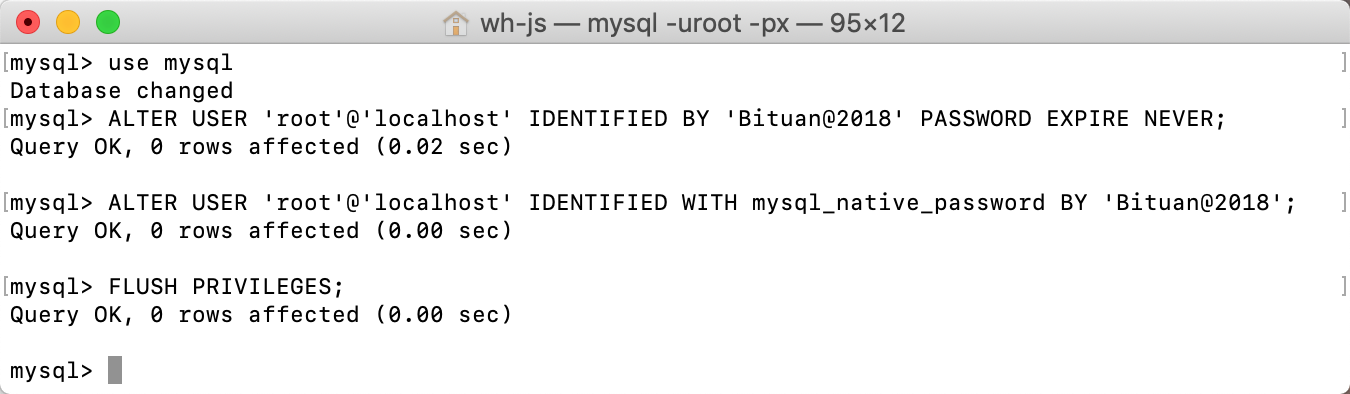 wh-js — mysql -uroot -px — 95×12
[mysql> use mysql ]
Database changed
[mysql> ALTER USER 'root'@'localhost' IDENTIFIED BY 'Bituan@2018' PASSWORD EXPIRE NEVER; ]
Query OK, 0 rows affected (0.02 sec)
[mysql> ALTER USER 'root'@'localhost' IDENTIFIED WITH mysql_native_password BY 'Bituan@2018'; ]
Query OK, 0 rows affected (0.00 sec)
[mysql> FLUSH PRIVILEGES; ]
Query OK, 0 rows affected (0.00 sec)
mysql>